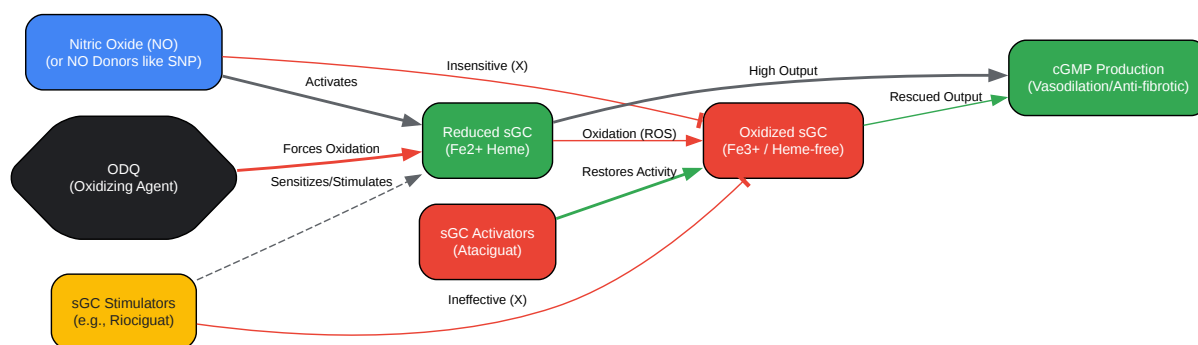 Nitric Oxide (NO)
(or NO Donors like SNP)
Insensitive (X)
Activates
High Output
cGMP Production
(Vasodilation/Anti-fibrotic)
Rescued Output
Reduced sGC
(Fe2+ Heme)
Oxidation (ROS)
Oxidized sGC
(Fe3+ / Heme-free)
ODQ
(Oxidizing Agent)
Forces Oxidation
Sensitizes/Stimulates
Restores Activity
sGC Activators
(Ataciguat)
sGC Stimulators
(e.g., Riociguat)
Ineffective (X)